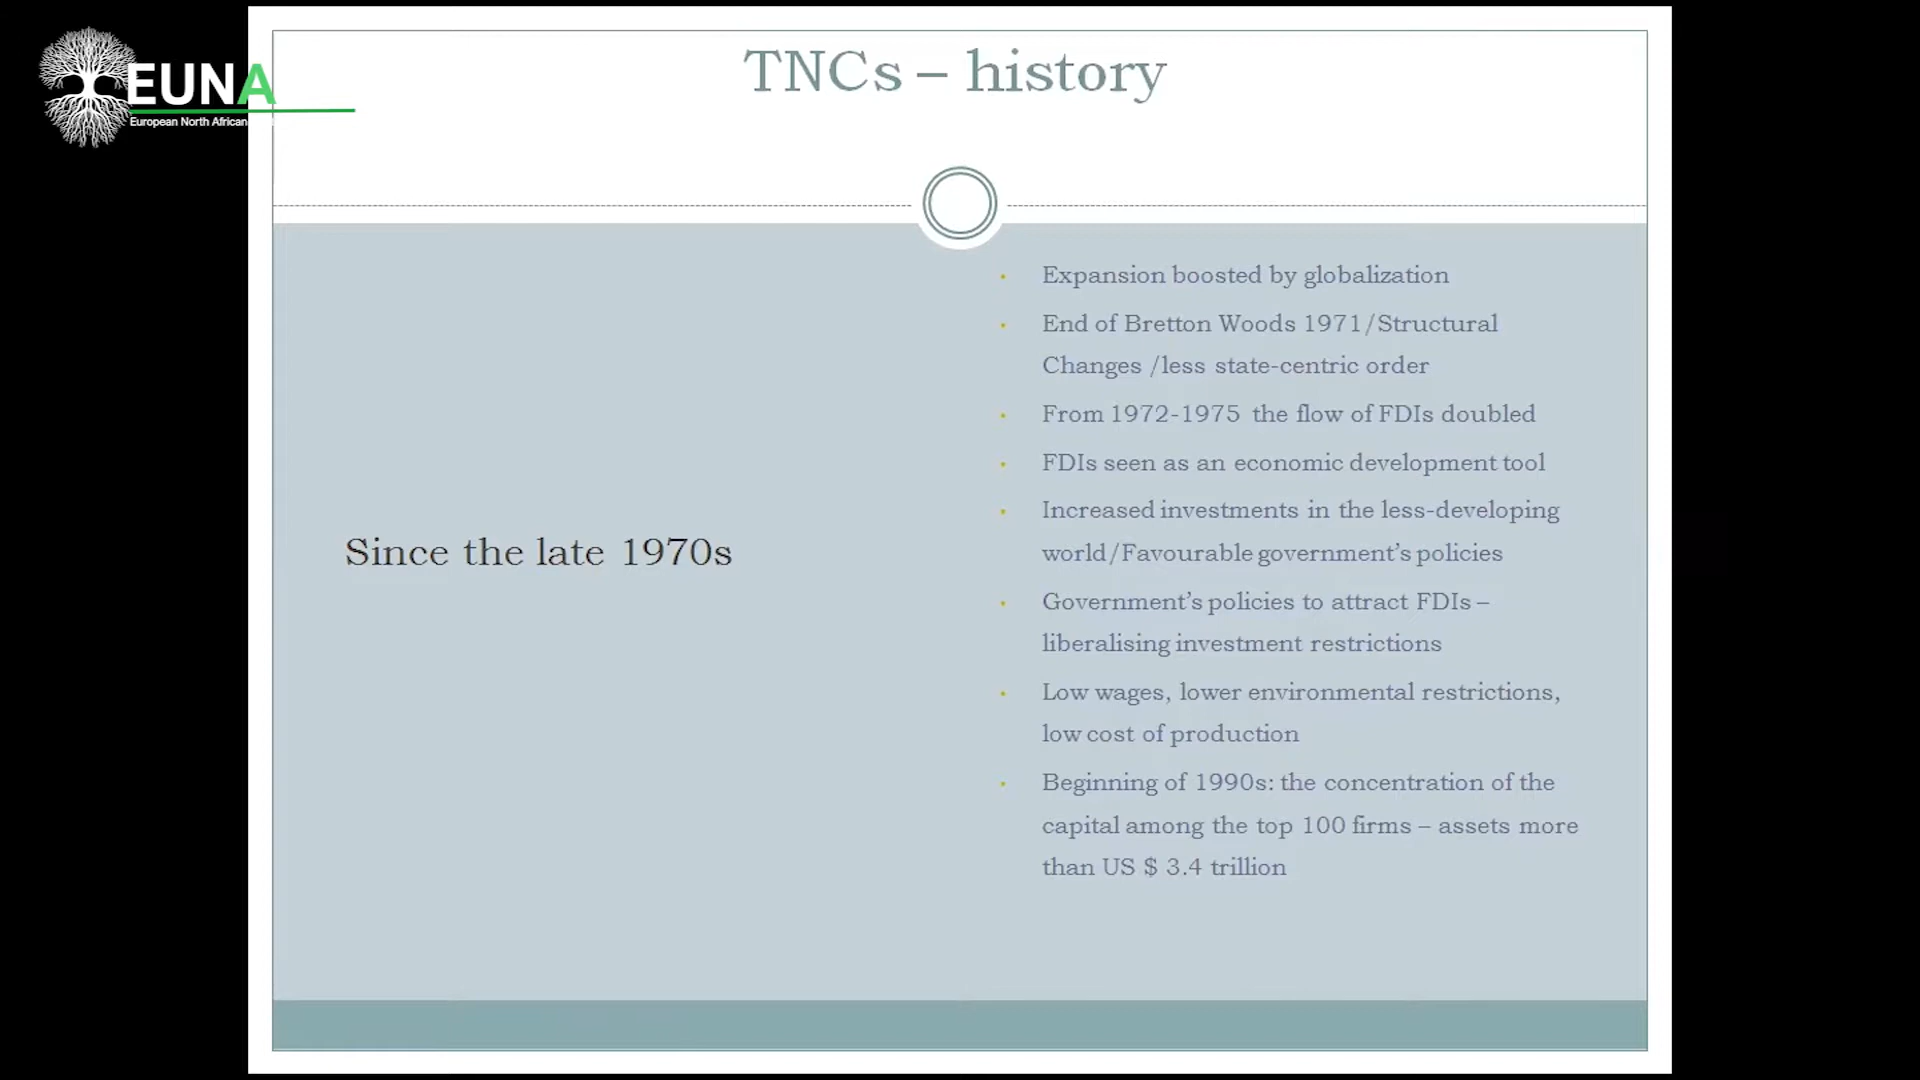 EUNA
European North African
TNCs – history
Since the late 1970s
Expansion boosted by globalization
End of Bretton Woods 1971/Structural
Changes /less state-centric order
From 1972-1975 the flow of FDIs doubled
FDIs seen as an economic development tool
Increased investments in the less-developing
world/Favourable government’s policies
Government’s policies to attract FDIs –
liberalising investment restrictions
Low wages, lower environmental restrictions,
low cost of production
Beginning of 1990s: the concentration of the
capital among the top 100 firms – assets more
than US $ 3.4 trillion